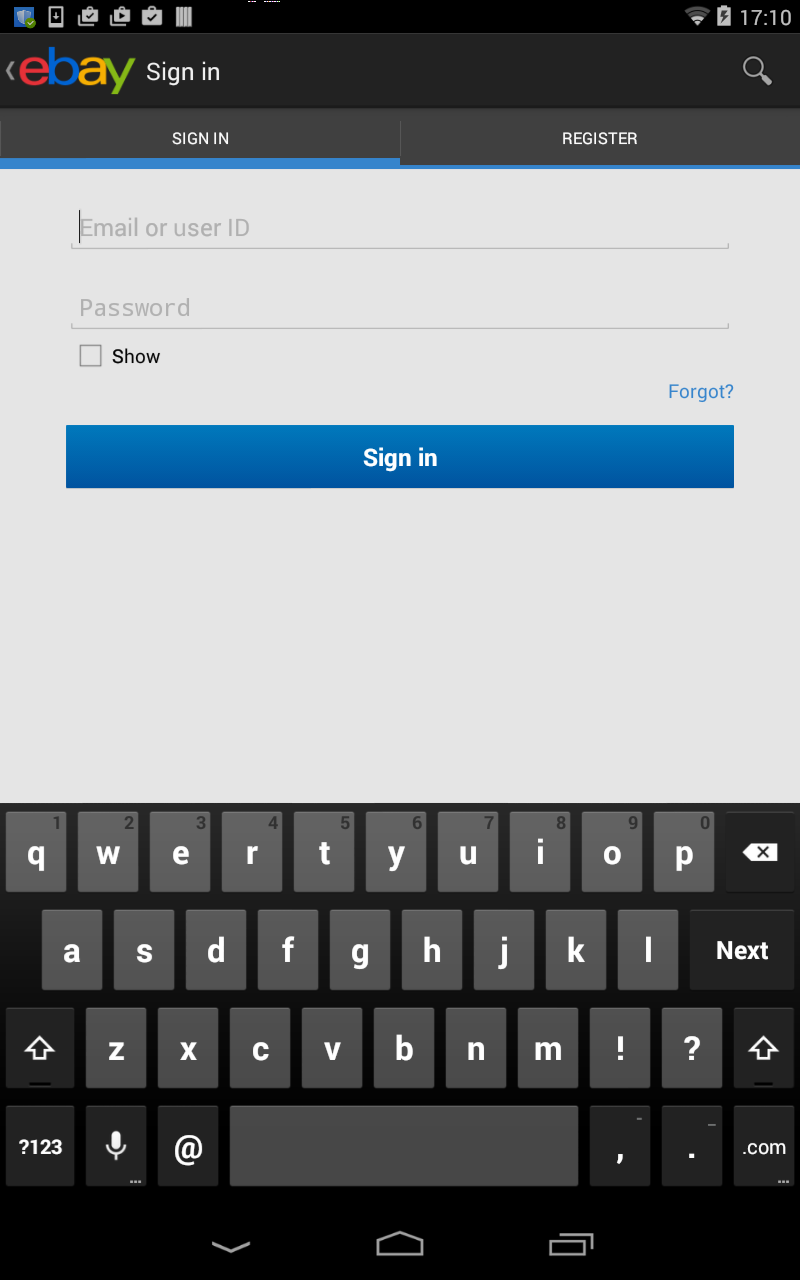 17:10
ebay Sign in
SIGN IN REGISTER
Email or user ID
Password
Show
Forgot?
Sign in
1 2 3 4 5 6 7 8 9 0
q w e r t y u i o p
a s d f g h j k l Next
z x c v b n m ! ?
?123 @ , - . _ .com